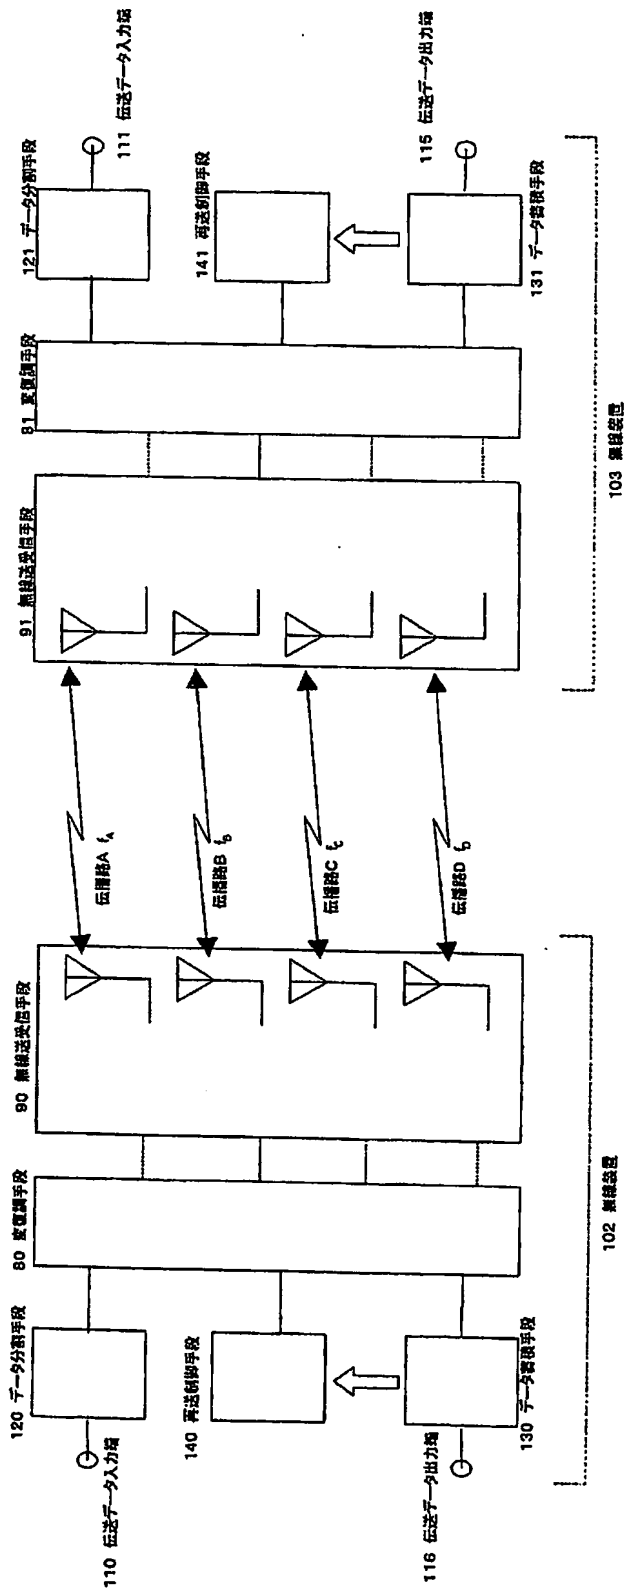 110 伝送データ入力端
120 データ分割手段
80 変復調手段
90 無線送受信手段
140 再送制御手段
116 伝送データ出力端
130 データ蓄積手段
102 無線装置
伝播路A fA
伝播路B fB
伝播路C fC
伝播路D fD
91 無線送受信手段
81 変復調手段
121 データ分割手段
111 伝送データ入力端
141 再送制御手段
115 伝送データ出力端
131 データ蓄積手段
103 無線装置